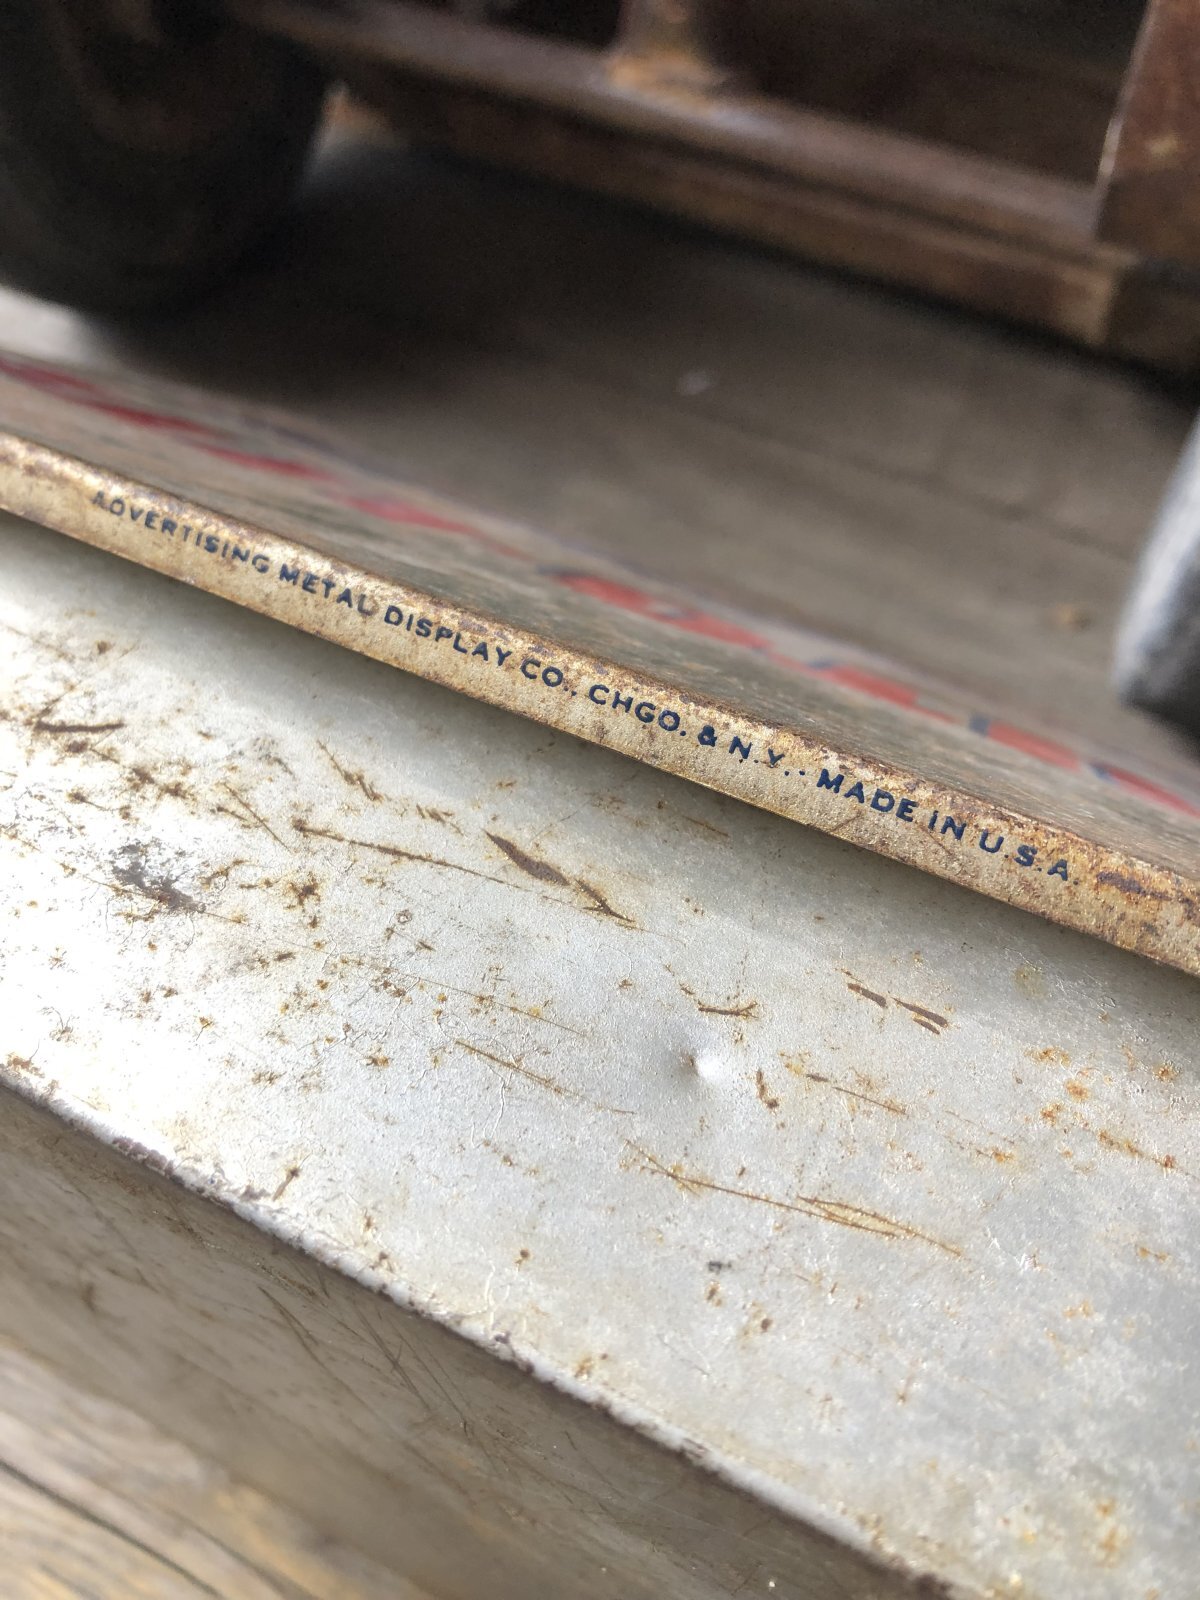 ADVERTISING METAL DISPLAY CO., CHGO. & N.Y. · MADE IN U.S.A.